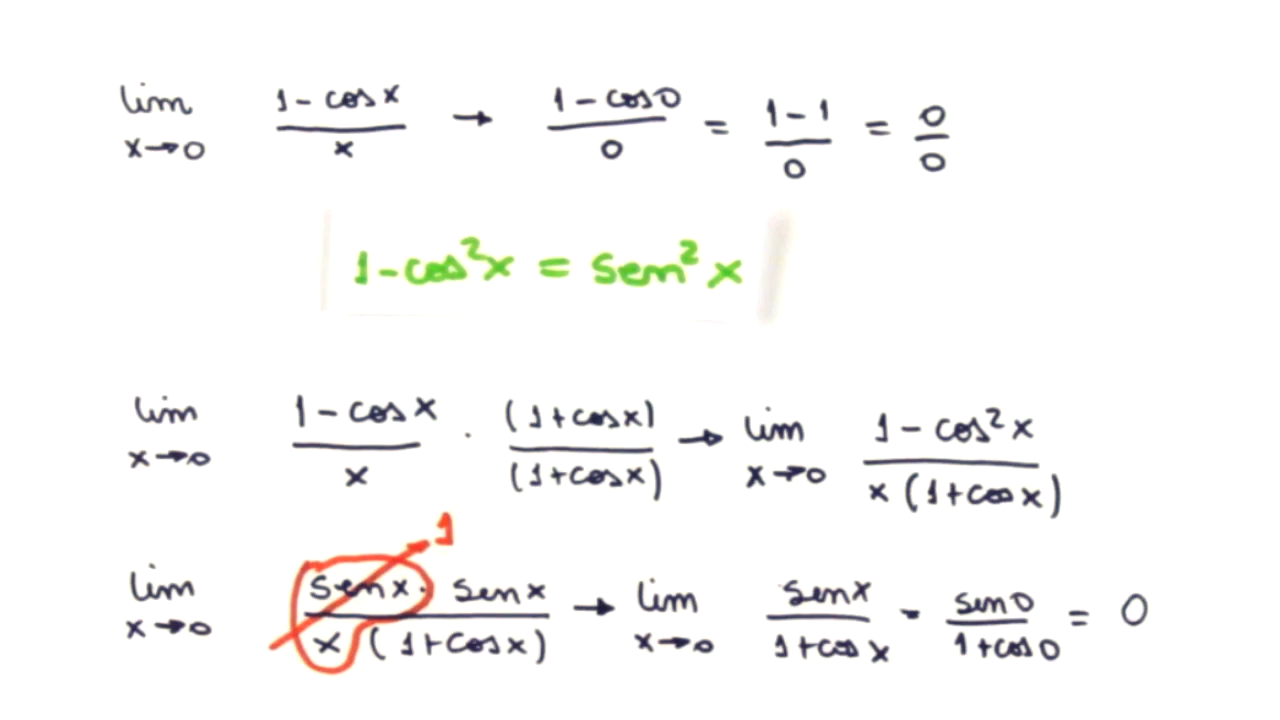 lim x→0 (1 - cos x)/x → (1 - cos 0)/0 = (1 - 1)/0 = 0/0
1 - cos²x = sen²x
lim x→0 (1 - cos x)/x · (1 + cos x)/(1 + cos x) → lim x→0 (1 - cos²x)/(x (1 + cos x))
1
lim x→0 (sen x · sen x)/(x (1 + cos x)) → lim x→0 sen x/(1 + cos x) - sen 0/(1 + cos 0) = 0